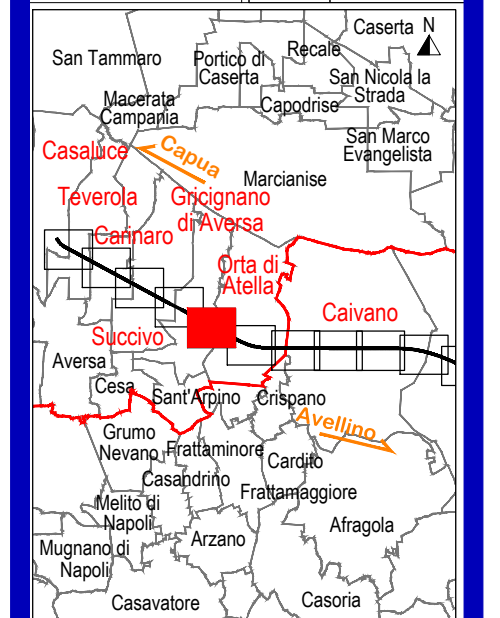 Caserta
N
San Tammaro
Portico di
Caserta
Recale
San Nicola la
Strada
Macerata
Campania
Capodrise
San Marco
Evangelista
Casaluce
Capua
Marcianise
Teverola
Gricignano
di Aversa
Carinaro
Orta di
Atella
Caivano
Succivo
Aversa
Cesa
Sant'Arpino
Crispano
Avellino
Grumo
Nevano
Frattaminore
Cardito
Casandrino
Frattamaggiore
Melito di
Napoli
Afragola
Arzano
Mugnano di
Napoli
Casavatore
Casoria